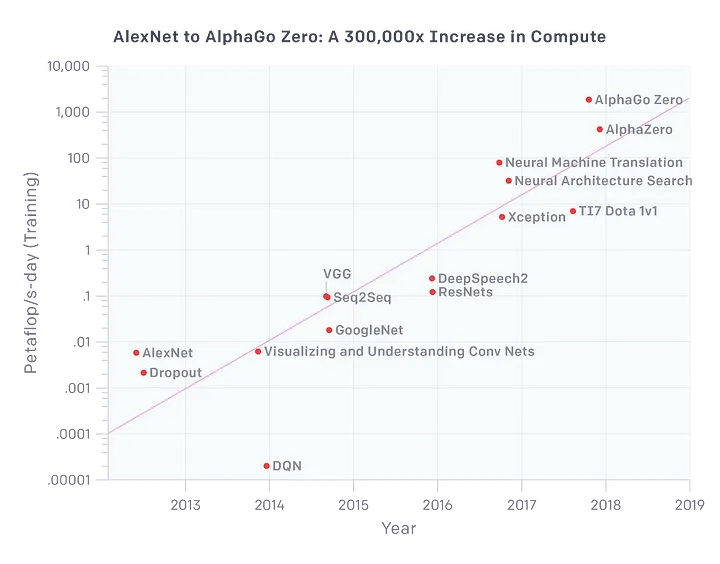 AlexNet to AlphaGo Zero: A 300,000x Increase in Compute
10,000
1,000
100
10
1
.1
.01
.001
.0001
.00001
Petaflop/s-day (Training)
AlphaGo Zero
AlphaZero
Neural Machine Translation
Neural Architecture Search
TI7 Dota 1v1
Xception
VGG
DeepSpeech2
ResNets
Seq2Seq
GoogleNet
AlexNet
Visualizing and Understanding Conv Nets
Dropout
DQN
2013
2014
2015
2016
2017
2018
2019
Year